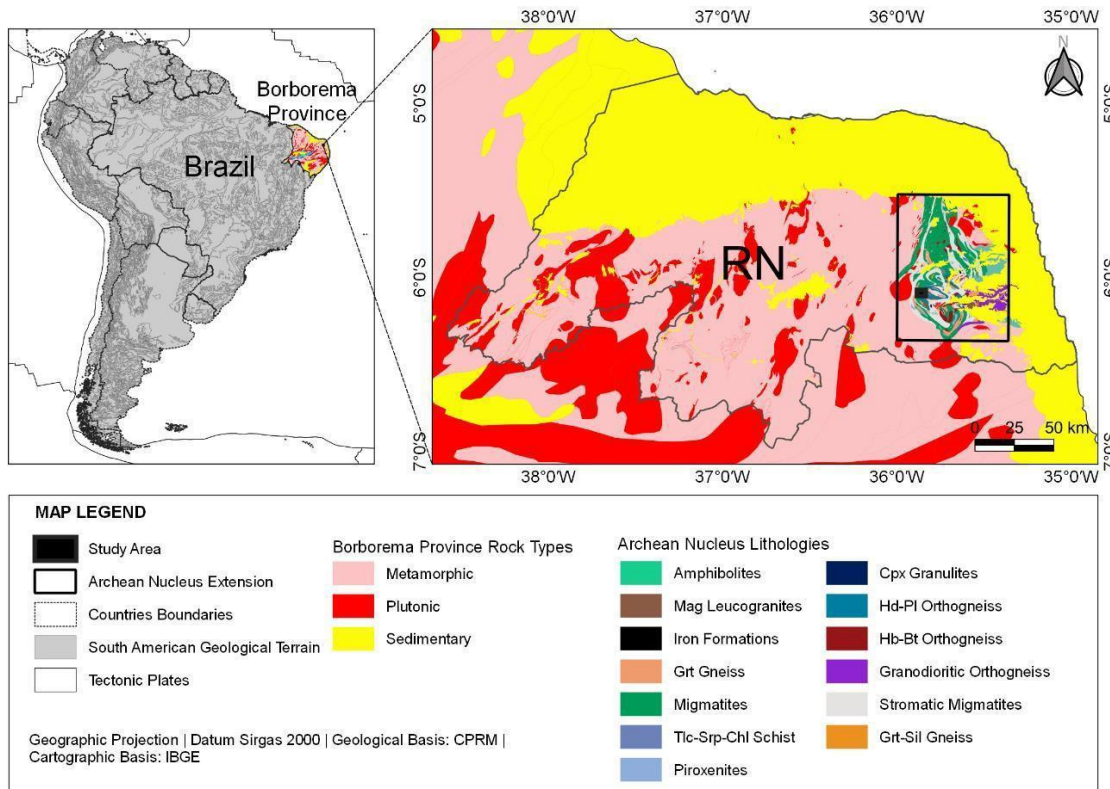 38°0'W 37°0'W 36°0'W 35°0'W
Borborema
Province
Brazil
N
5°0'S 5°0'S
RN
6°0'S 6°0'S
0 25 50 km
7°0'S 7°0'S
38°0'W 37°0'W 36°0'W 35°0'W
MAP LEGEND
Study Area
Archean Nucleus Extension
Countries Boundaries
South American Geological Terrain
Tectonic Plates
Borborema Province Rock Types
Metamorphic
Plutonic
Sedimentary
Archean Nucleus Lithologies
Amphibolites
Mag Leucogranites
Iron Formations
Grt Gneiss
Migmatites
Tlc-Srp-Chl Schist
Piroxenites
Cpx Granulites
Hd-Pl Orthogneiss
Hb-Bt Orthogneiss
Granodioritic Orthogneiss
Stromatic Migmatites
Grt-Sil Gneiss
Geographic Projection | Datum Sirgas 2000 | Geological Basis: CPRM |
Cartographic Basis: IBGE